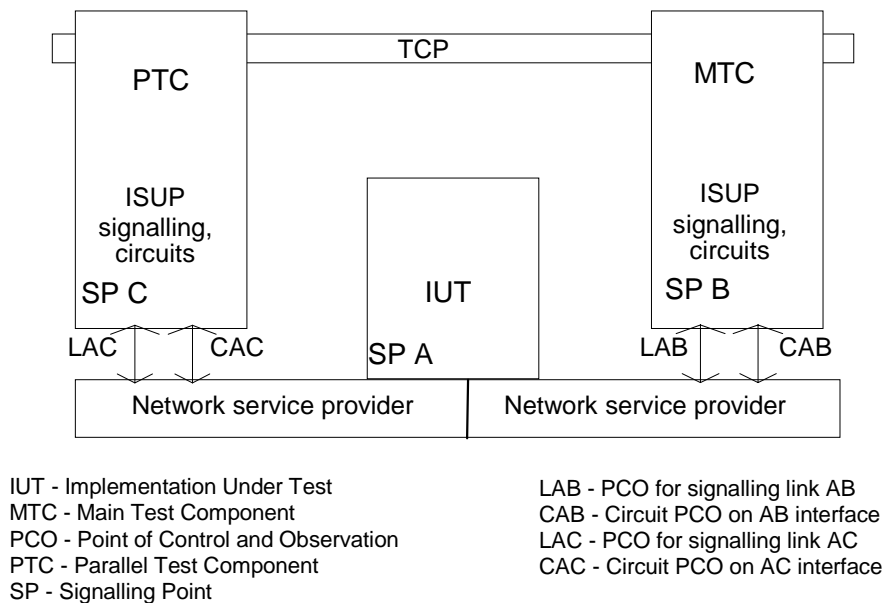 TCP
PTC
MTC
ISUP
signalling,
circuits
ISUP
signalling,
circuits
SP C
IUT
SP B
SP A
LAC
CAC
LAB
CAB
Network service provider
Network service provider
IUT - Implementation Under Test
MTC - Main Test Component
PCO - Point of Control and Observation
PTC - Parallel Test Component
SP - Signalling Point
LAB - PCO for signalling link AB
CAB - Circuit PCO on AB interface
LAC - PCO for signalling link AC
CAC - Circuit PCO on AC interface